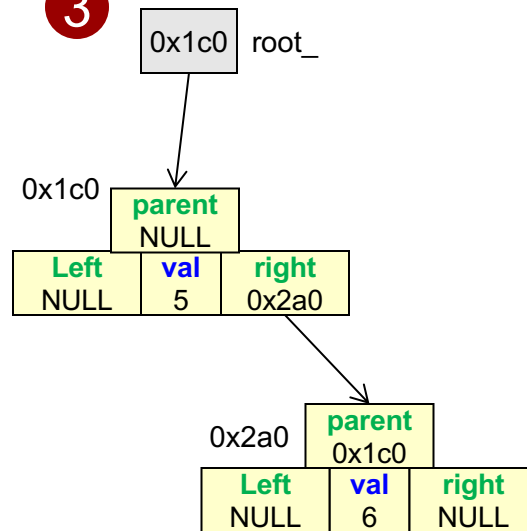 3
0x1c0 root_
0x1c0
parent
NULL
Left val right
NULL 5 0x2a0
0x2a0
parent
0x1c0
Left val right
NULL 6 NULL